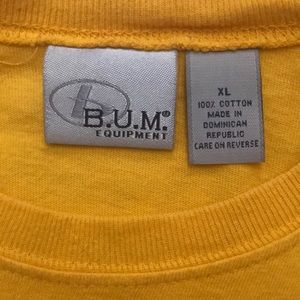 B.U.M.®
EQUIPMENT
XL
100% COTTON
MADE IN
DOMINICAN
REPUBLIC
CARE ON REVERSE